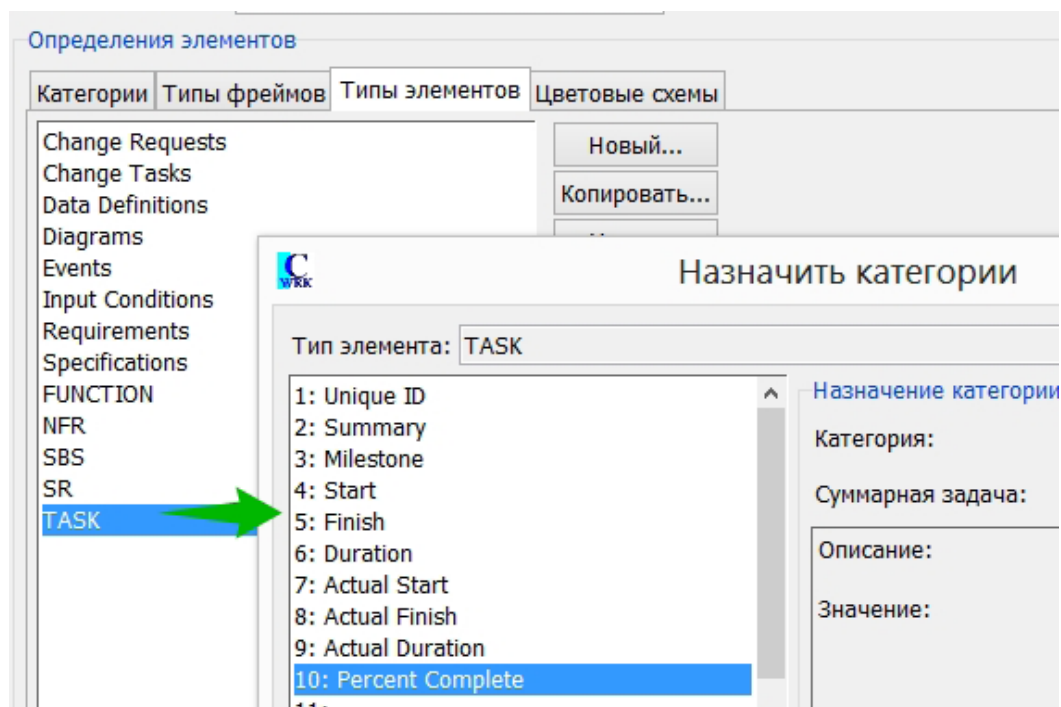 Определения элементов
Категории Типы фреймов Типы элементов Цветовые схемы
Change Requests
Change Tasks
Data Definitions
Diagrams
Events
Input Conditions
Requirements
Specifications
FUNCTION
NFR
SBS
SR
TASK
Новый...
Копировать...
C
WRK
Назначить категории
Тип элемента: TASK
1: Unique ID
2: Summary
3: Milestone
4: Start
5: Finish
6: Duration
7: Actual Start
8: Actual Finish
9: Actual Duration
10: Percent Complete
Назначение категории
Категория:
Суммарная задача:
Описание:
Значение: